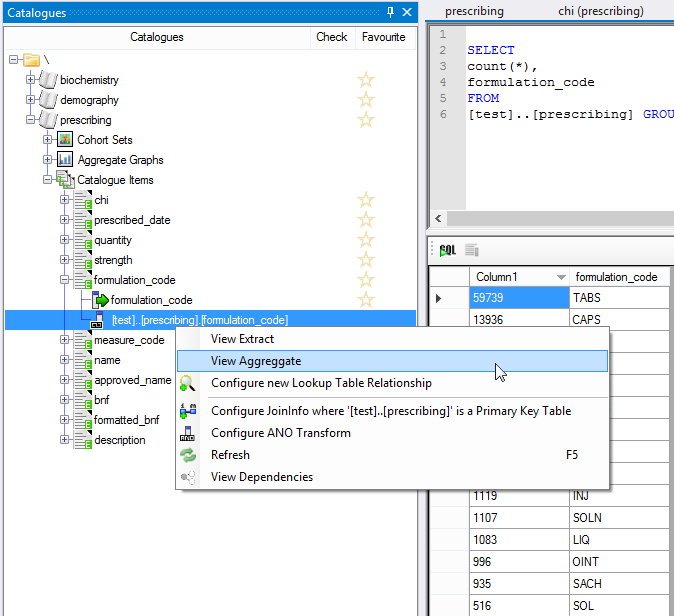 Catalogues
Catalogues Check Favourite
\
biochemistry
demography
prescribing
Cohort Sets
Aggregate Graphs
Catalogue Items
chi
prescribed_date
quantity
strength
formulation_code
formulation_code
[test]..[prescribing].[formulation_code]
measure_code
name
approved_name
bnf
formatted_bnf
description
View Extract
View Aggreggate
Configure new Lookup Table Relationship
Configure JoinInfo where '[test]..[prescribing]' is a Primary Key Table
Configure ANO Transform
Refresh F5
View Dependencies
prescribing chi (prescribing)
1
2 SELECT
3 count(*),
4 formulation_code
5 FROM
6 [test]..[prescribing] GROU
SQL
Column1 formulation_code
59739 TABS
13936 CAPS
1119 INJ
1107 SOLN
1083 LIQ
996 OINT
935 SACH
516 SOL